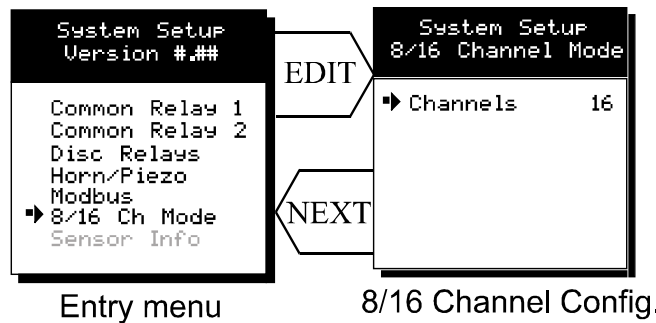 System Setup
Version #.##
Common Relay 1
Common Relay 2
Disc Relays
Horn/Piezo
Modbus
8/16 Ch Mode
Sensor Info
Entry menu
EDIT
NEXT
System Setup
8/16 Channel Mode
Channels 16
8/16 Channel Config.